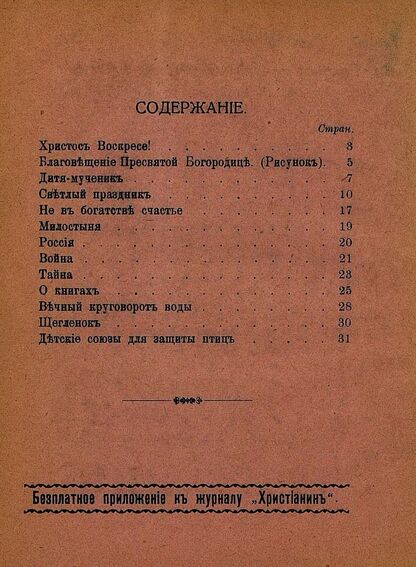 СОДЕРЖАНІЕ.
Стран.
Христосъ Воскресе! . . . . . . . . . . . 3
Благовѣщеніе Пресвятой Богородицѣ. (Рисунокъ). 5
Дитя-мученикъ . . . . . . . . . . . . 7
Свѣтлый праздникъ . . . . . . . . . . . 10
Не въ богатствѣ счастье . . . . . . . . . 17
Милостыня . . . . . . . . . . . . . 19
Россія . . . . . . . . . . . . . . 20
Война . . . . . . . . . . . . . . 21
Тайна . . . . . . . . . . . . . . 23
О книгахъ . . . . . . . . . . . . . 25
Вѣчный круговоротъ воды . . . . . . . . 28
Щегленокъ . . . . . . . . . . . . . 30
Дѣтскіе союзы для защиты птицъ . . . . . . 31
Безплатное приложеніе къ журналу „Христіанинъ“.